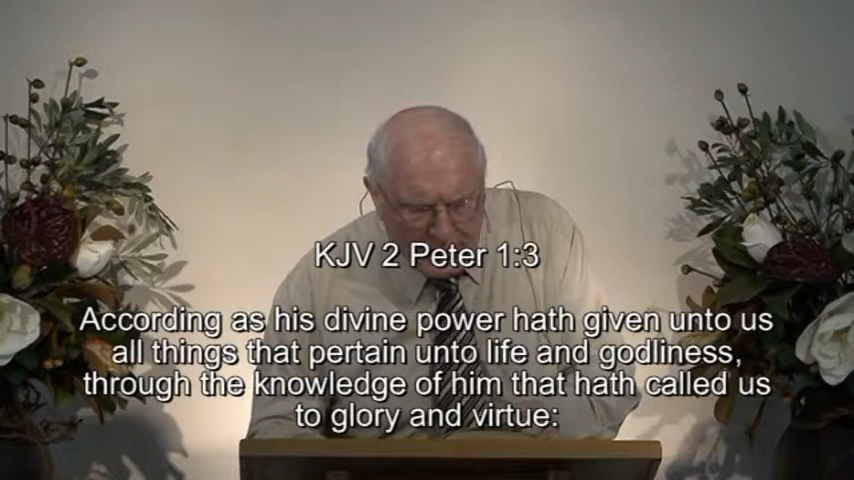 KJV 2 Peter 1:3
According as his divine power hath given unto us
all things that pertain unto life and godliness,
through the knowledge of him that hath called us
to glory and virtue: